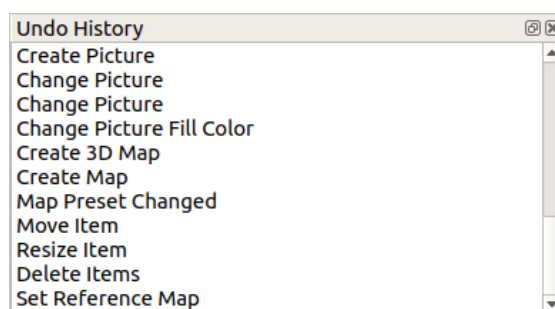 Undo History
Create Picture
Change Picture
Change Picture
Change Picture Fill Color
Create 3D Map
Create Map
Map Preset Changed
Move Item
Resize Item
Delete Items
Set Reference Map